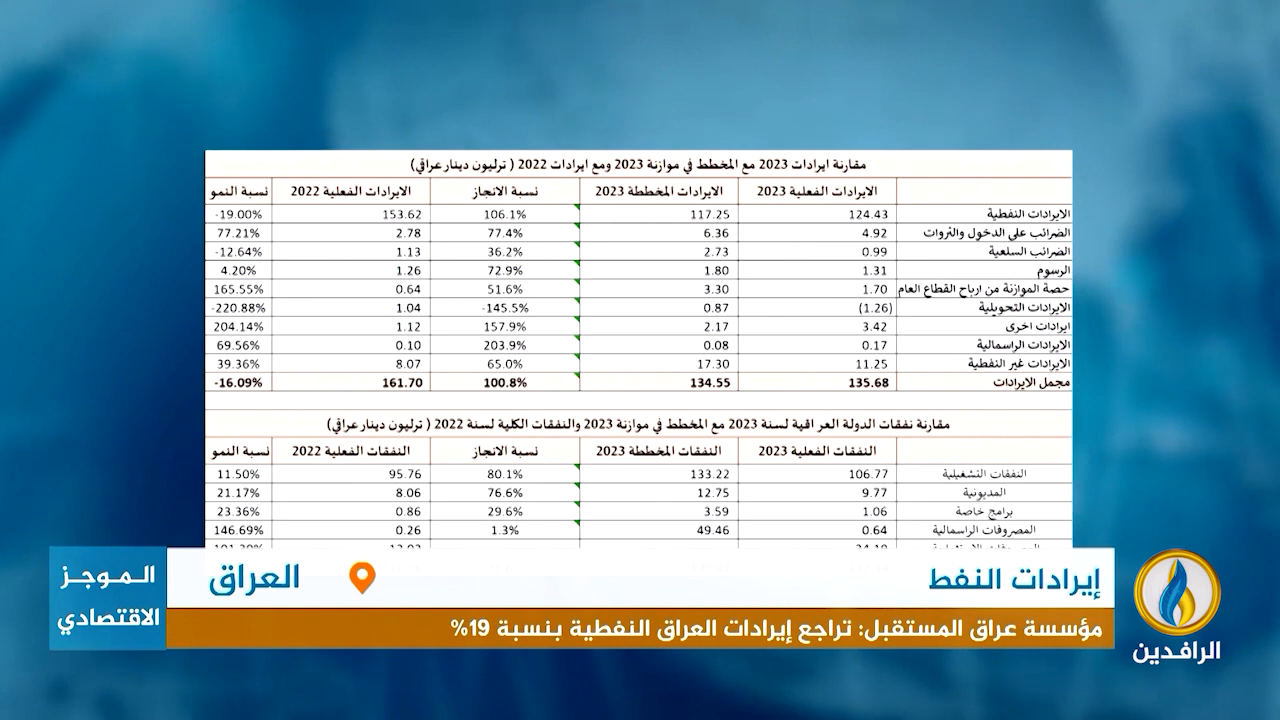 مقارنة ايرادات 2023 مع المخطط في موازنة 2023 ومع ايرادات 2022 ( ترليون دينار عراقي)
الايرادات الفعلية 2023 الايرادات المخططة 2023 نسبة الانجاز الايرادات الفعلية 2022 نسبة النمو
الايرادات النفطية 124.43 117.25 106.1% 153.62 -19.00%
الضرائب على الدخول والثروات 4.92 6.36 77.4% 2.78 77.21%
الضرائب السلعية 0.99 2.73 36.2% 1.13 -12.64%
الرسوم 1.31 1.80 72.9% 1.26 4.20%
حصة الموازنة من ارباح القطاع العام 1.70 3.30 51.6% 0.64 165.55%
الايرادات التحويلية (1.26) 0.87 -145.5% 1.04 -220.88%
ايرادات اخرى 3.42 2.17 157.9% 1.12 204.14%
الايرادات الراسمالية 0.17 0.08 203.9% 0.10 69.56%
الايرادات غير النفطية 11.25 17.30 65.0% 8.07 39.36%
مجمل الايرادات 135.68 134.55 100.8% 161.70 -16.09%
مقارنة نفقات الدولة العراقية لسنة 2023 مع المخطط في موازنة 2023 والنفقات الكلية لسنة 2022 ( ترليون دينار عراقي)
النفقات الفعلية 2023 النفقات المخططة 2023 نسبة الانجاز النفقات الفعلية 2022 نسبة النمو
النفقات التشغيلية 106.77 133.22 80.1% 95.76 11.50%
المديونية 9.77 12.75 76.6% 8.06 21.17%
برامج خاصة 1.06 3.59 29.6% 0.86 23.36%
المصروفات الراسمالية 0.64 49.46 1.3% 0.26 146.69%
إيرادات النفط
العراق
مؤسسة عراق المستقبل: تراجع إيرادات العراق النفطية بنسبة 19%
الموجز
الاقتصادي
الرافدين